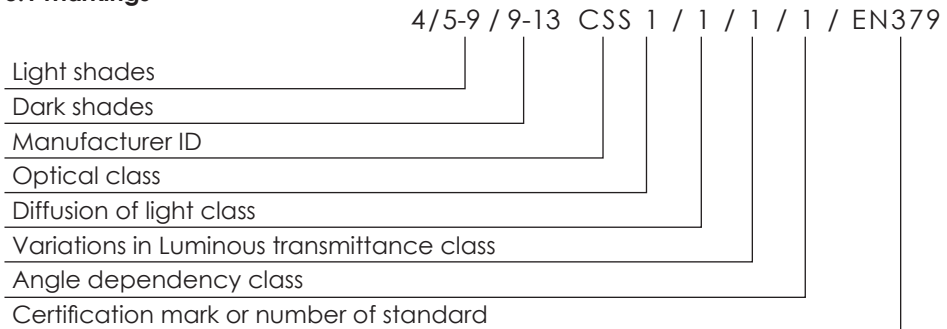 4/5-9 / 9-13 CSS 1 / 1 / 1 / 1 / EN379
Light shades
Dark shades
Manufacturer ID
Optical class
Diffusion of light class
Variations in Luminous transmittance class
Angle dependency class
Certification mark or number of standard